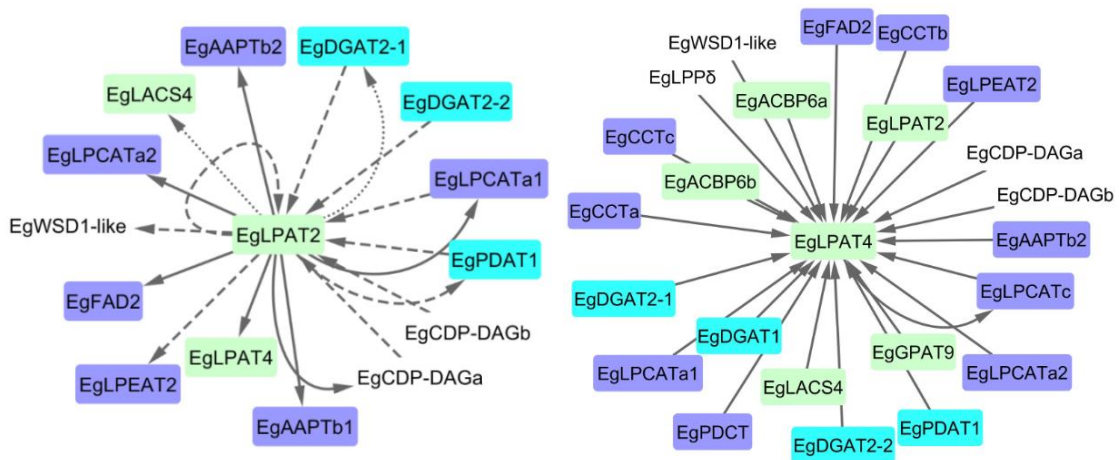 EgAAPTb2
EgDGAT2-1
EgLACS4
EgDGAT2-2
EgLPCATa2
EgLPCATa1
EgWSD1-like
EgLPAT2
EgPDAT1
EgFAD2
EgCDP-DAGb
EgLPAT4
EgLPEAT2
EgCDP-DAGa
EgAAPTb1
EgFAD2
EgCCTb
EgWSD1-like
EgLPPδ
EgLPEAT2
EgACBP6a
EgLPAT2
EgCCTc
EgCDP-DAGa
EgACBP6b
EgCDP-DAGb
EgCCTa
EgLPAT4
EgAAPTb2
EgDGAT2-1
EgLPCATc
EgDGAT1
EgGPAT9
EgLPCATa1
EgLACS4
EgLPCATa2
EgPDCT
EgDGAT2-2
EgPDAT1